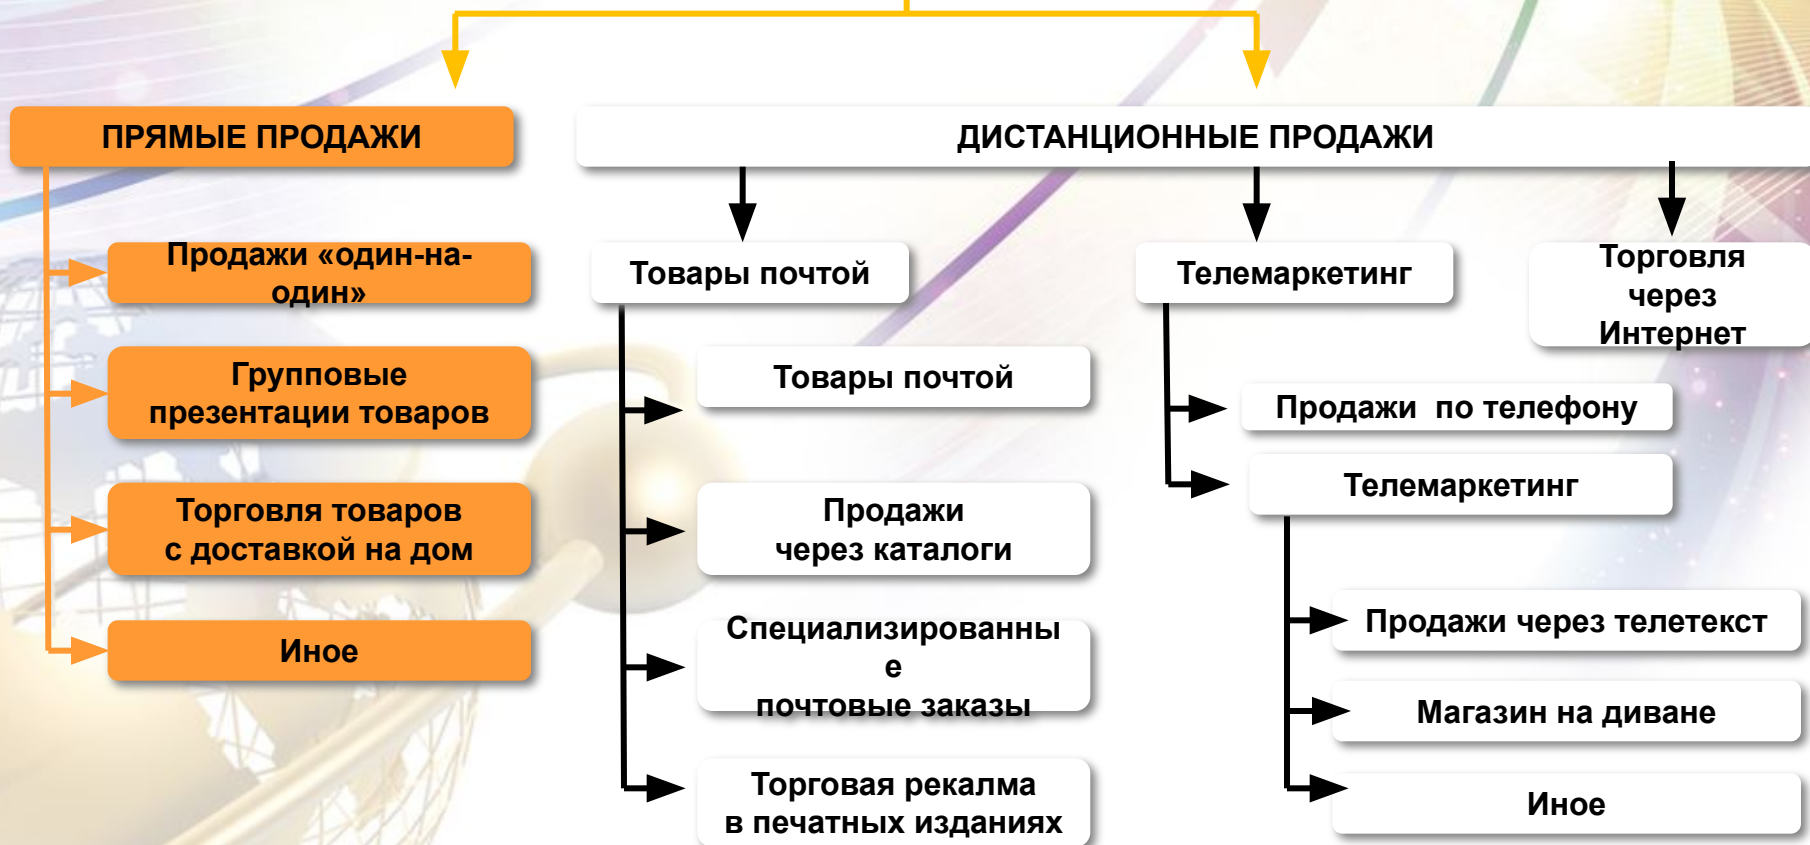 ПРЯМЫЕ ПРОДАЖИ
ДИСТАНЦИОННЫЕ ПРОДАЖИ
Продажи «один-на-
один»
Групповые
презентации товаров
Торговля товаров
с доставкой на дом
Иное
Товары почтой
Товары почтой
Продажи
через каталоги
Специализированны
е
почтовые заказы
Торговая рекалма
в печатных изданиях
Телемаркетинг
Продажи  по телефону
Телемаркетинг
Продажи через телетекст
Магазин на диване
Иное
Торговля
через
Интернет